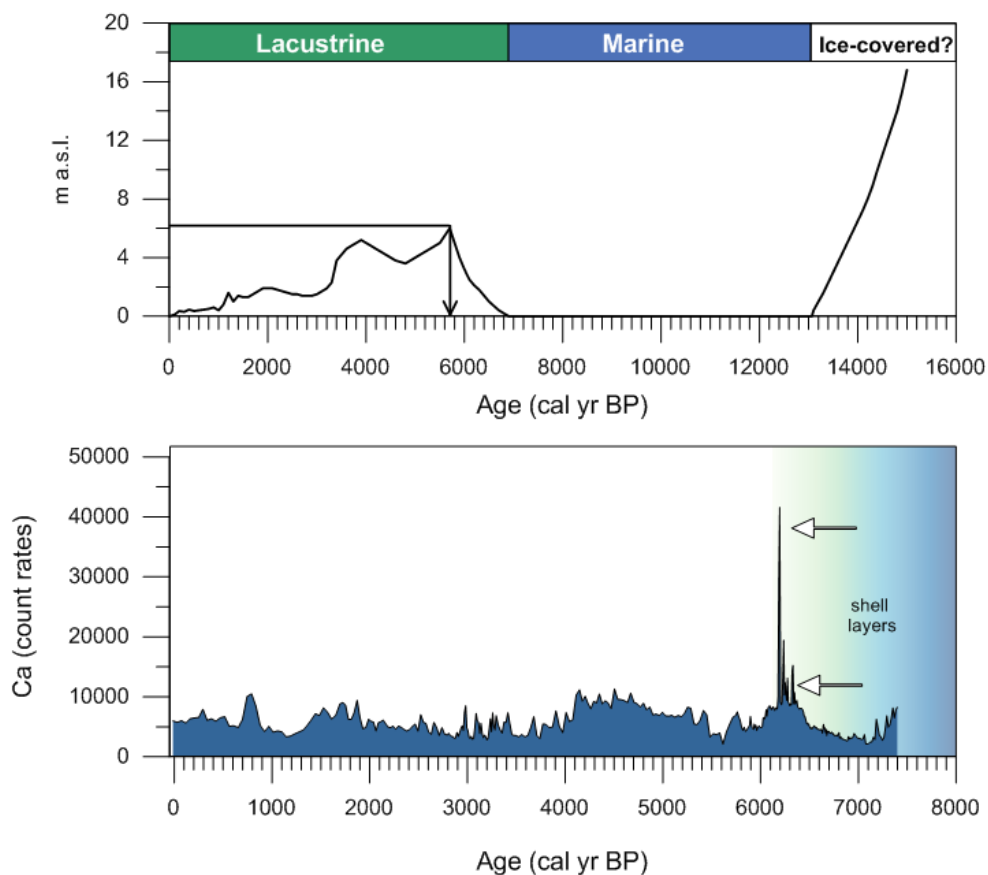 20
Lacustrine Marine Ice-covered?
16
12
8
4
0
m a.s.l.
0 2000 4000 6000 8000 10000 12000 14000 16000
Age (cal yr BP)
50000
40000
30000
20000
10000
0
Ca (count rates)
shell
layers
0 1000 2000 3000 4000 5000 6000 7000 8000
Age (cal yr BP)